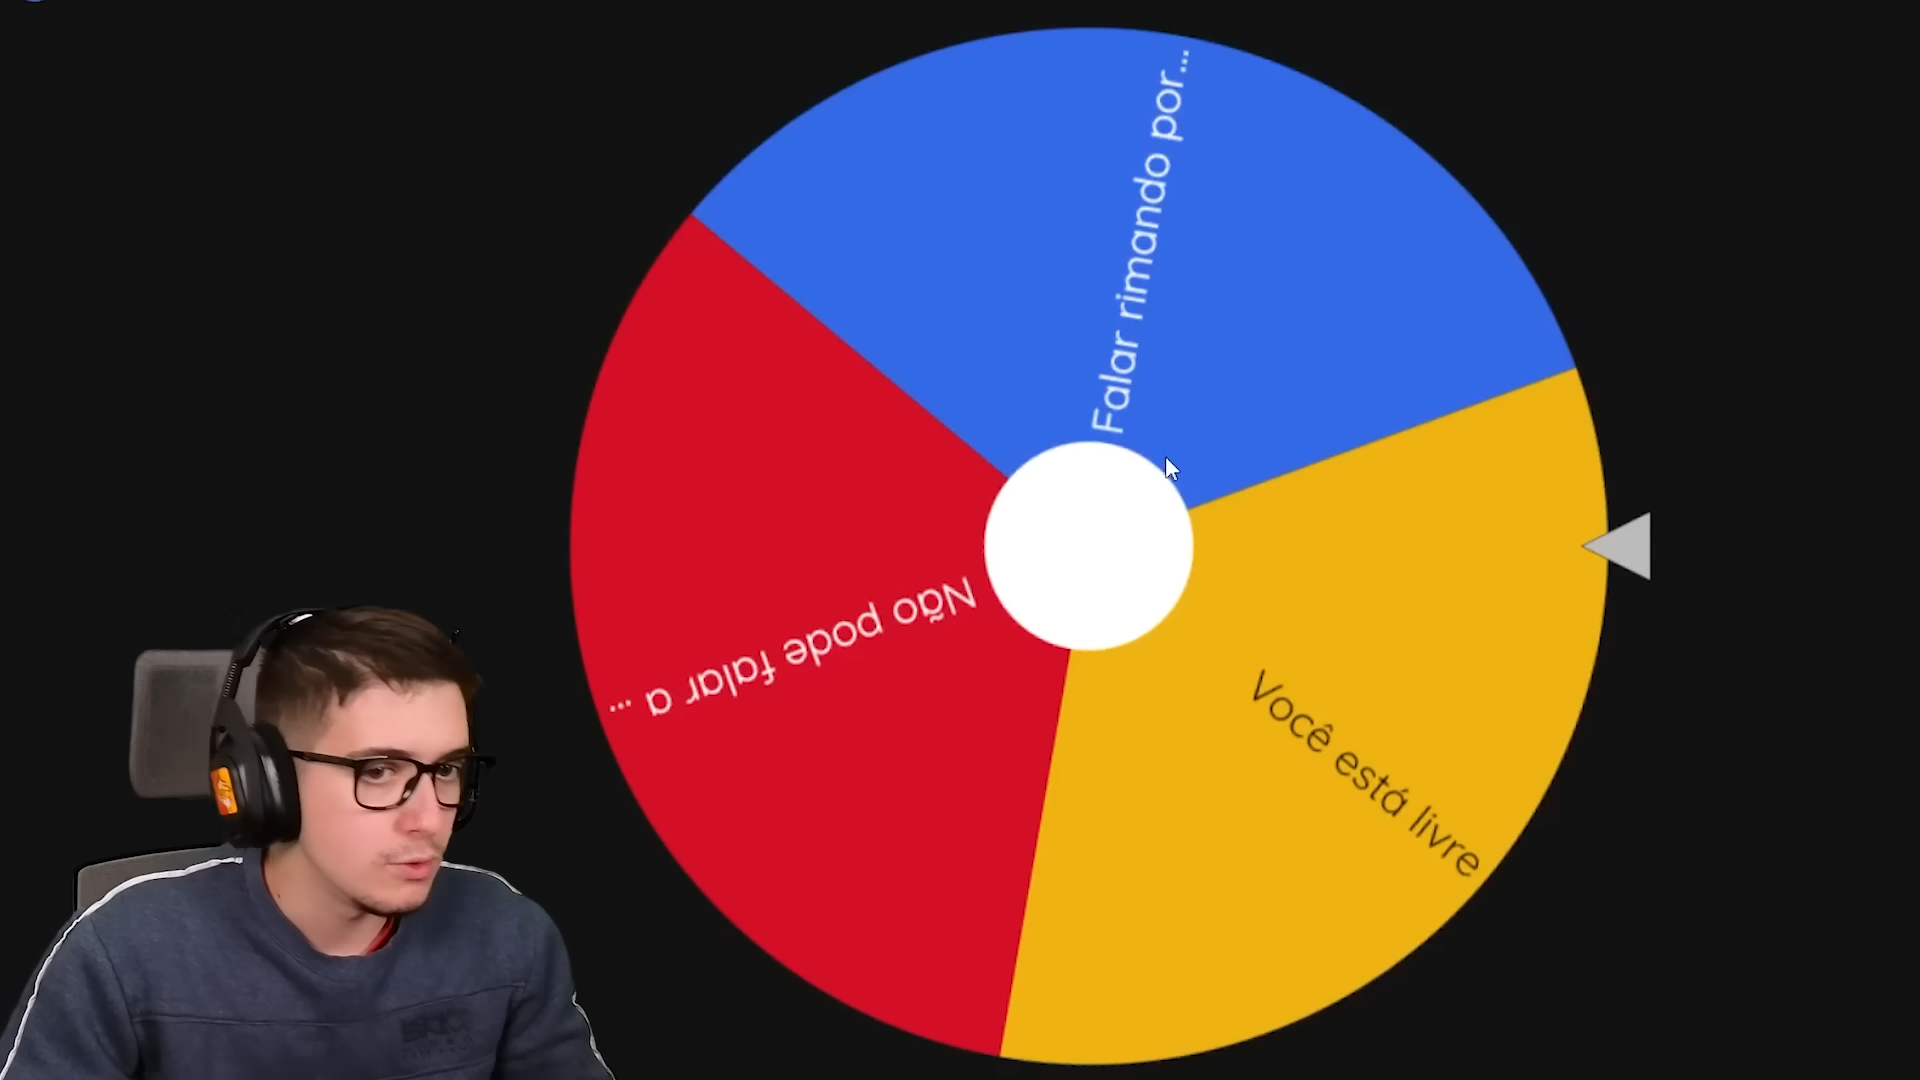 Falar rimando por...
Não pode falar a ...
Você está livre